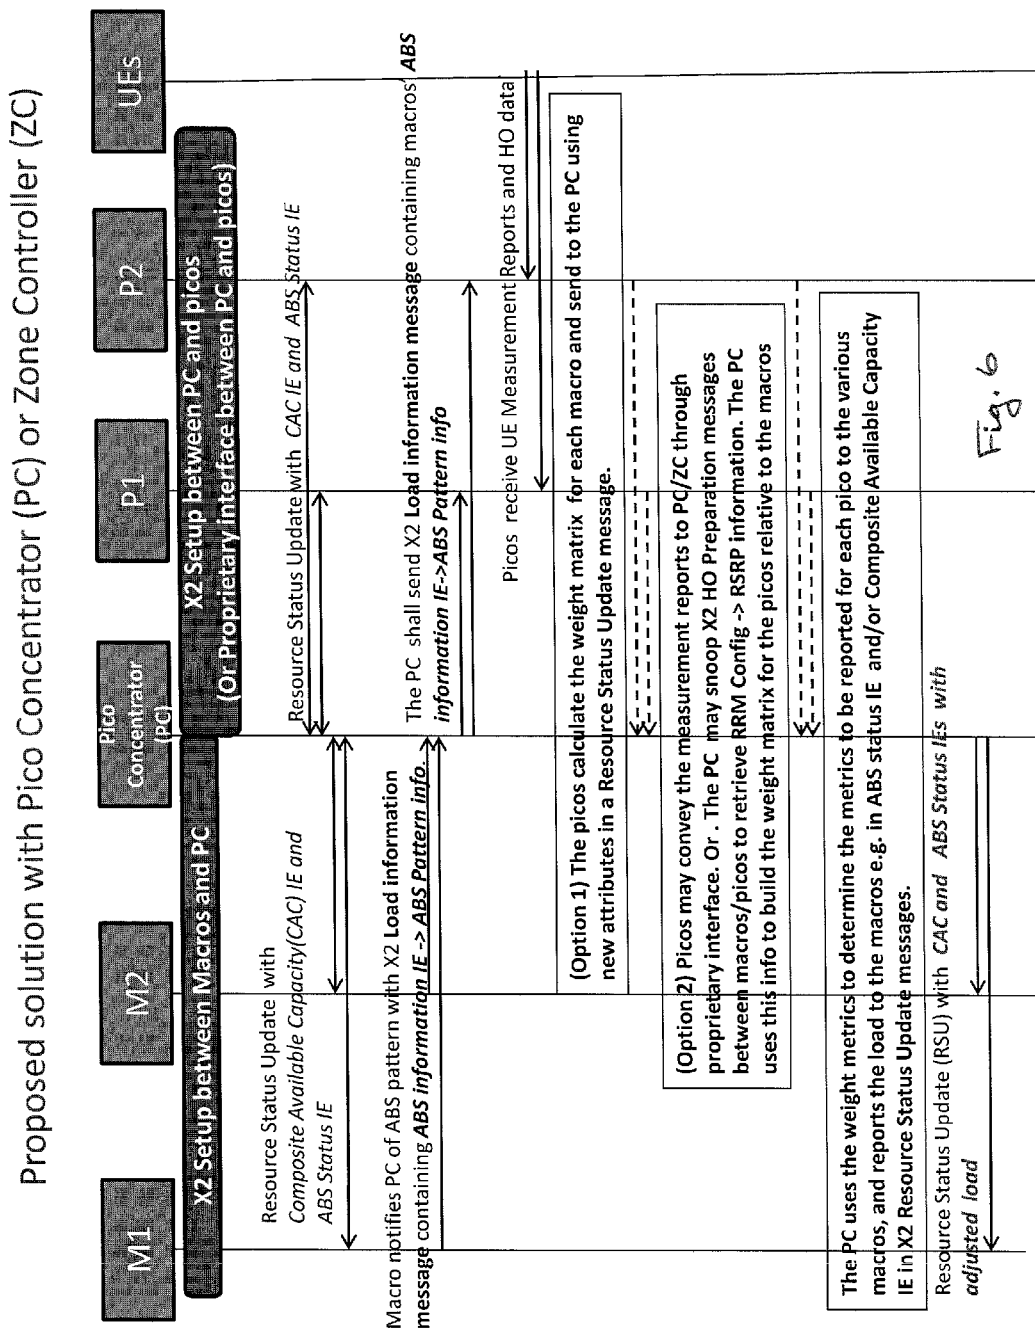 Proposed solution with Pico Concentrator (PC) or Zone Controller (ZC)
M1
M2
Pico
Concentrator
(PC)
P1
P2
UEs
X2 Setup between Macros and PC
X2 Setup between PC and picos
(Or Proprietary interface between PC and picos)
Resource Status Update with
Composite Available Capacity(CAC) IE and
ABS Status IE
Resource Status Update with CAC IE and ABS Status IE
Macro notifies PC of ABS pattern with X2 Load information
message containing ABS information IE -> ABS Pattern info.
The PC shall send X2 Load information message containing macros' ABS
information IE->ABS Pattern info
Picos receive UE Measurement Reports and HO data
(Option 1) The picos calculate the weight matrix for each macro and send to the PC using
new attributes in a Resource Status Update message.
(Option 2) Picos may convey the measurement reports to PC/ZC through
proprietary interface. Or . The PC may snoop X2 HO Preparation messages
between macros/picos to retrieve RRM Config -> RSRP information. The PC
uses this info to build the weight matrix for the picos relative to the macros
The PC uses the weight metrics to determine the metrics to be reported for each pico to the various
macros, and reports the load to the macros e.g. in ABS status IE and/or Composite Available Capacity
IE in X2 Resource Status Update messages.
Resource Status Update (RSU) with CAC and ABS Status IEs with
adjusted load
Fig. 6